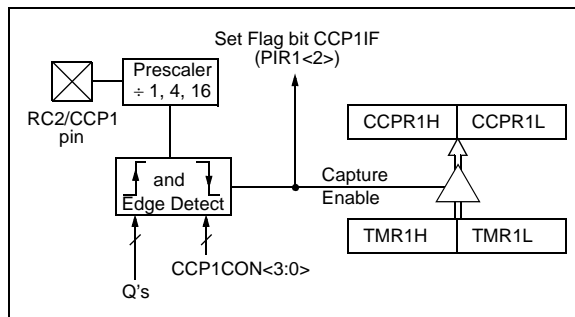 Set Flag bit CCP1IF
(PIR1<2>)
Prescaler
÷ 1, 4, 16
RC2/CCP1
pin
CCPR1H
CCPR1L
and
Edge Detect
Capture
Enable
TMR1H
TMR1L
CCP1CON<3:0>
Q's